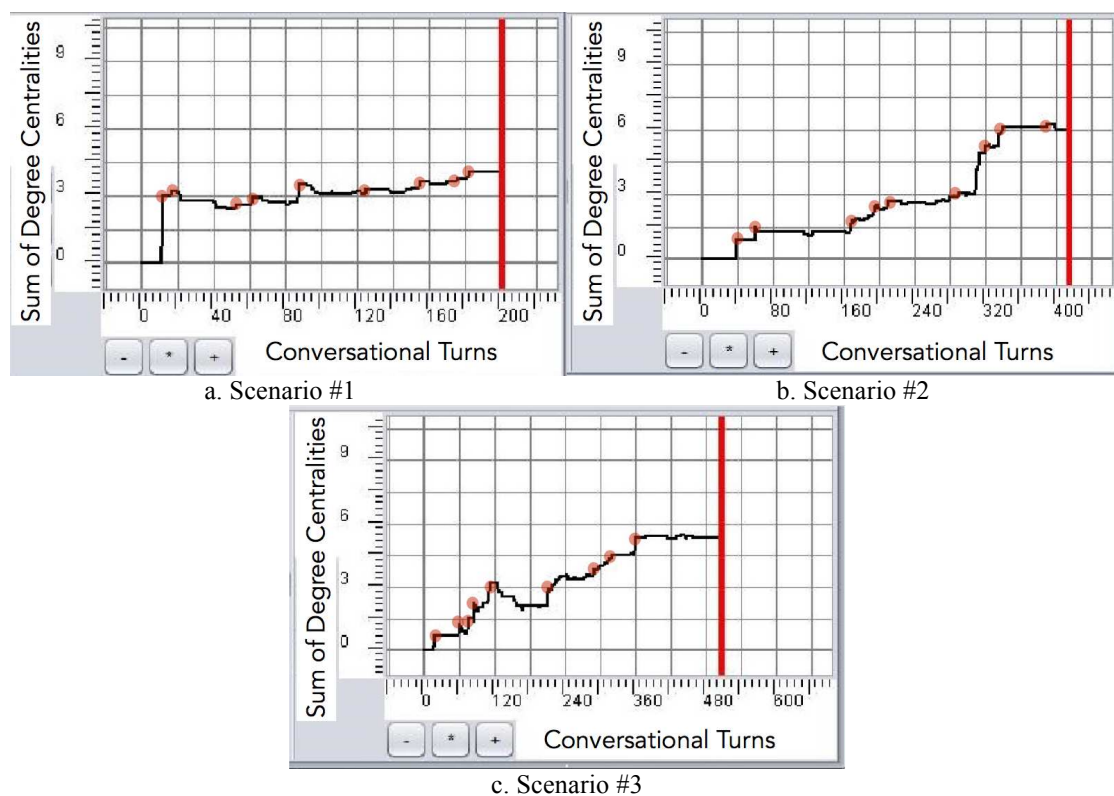 Sum of Degree Centralities
9
6
3
0
0 40 80 120 160 200
- * +
Conversational Turns
a. Scenario #1
Sum of Degree Centralities
9
6
3
0
0 80 160 240 320 400
- * +
Conversational Turns
b. Scenario #2
Sum of Degree Centralities
9
6
3
0
0 120 240 360 480 600
- * +
Conversational Turns
c. Scenario #3